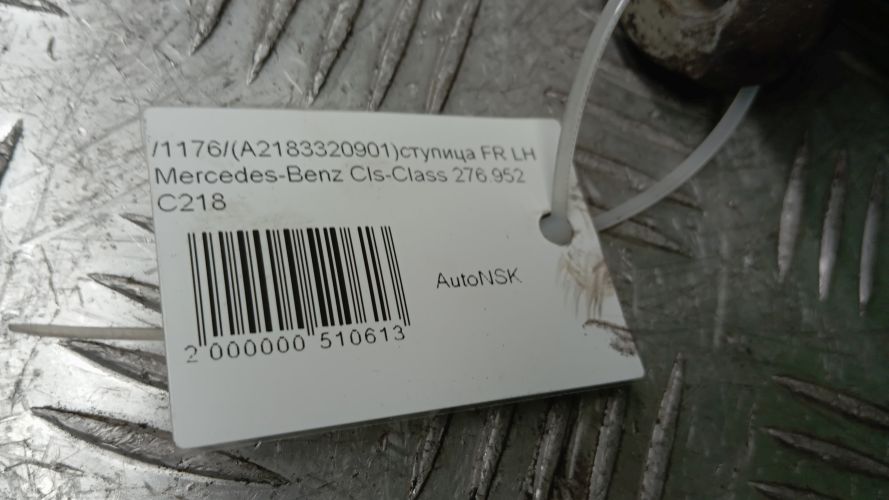 /1176/(A2183320901)ступица FR LH
Mercedes-Benz Cls-Class 276.952
C218
AutoNSK
2 000000 510613